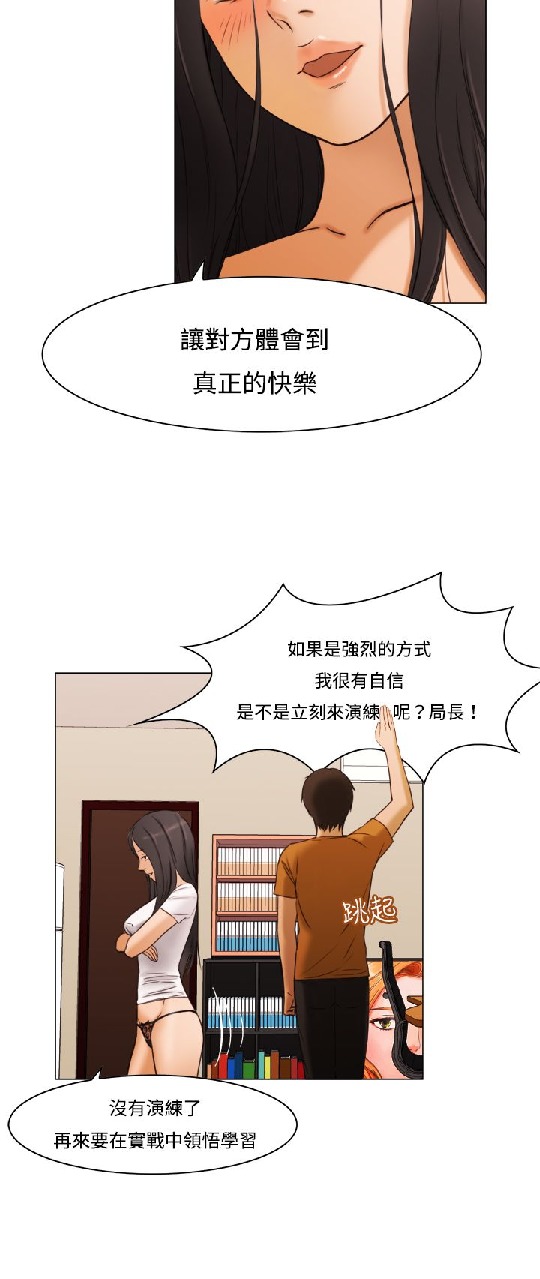 讓對方體會到
真正的快樂
如果是強烈的方式
我很有自信
是不是立刻來演練 呢？局長！
跳起
沒有演練了
再來要在實戰中領悟學習